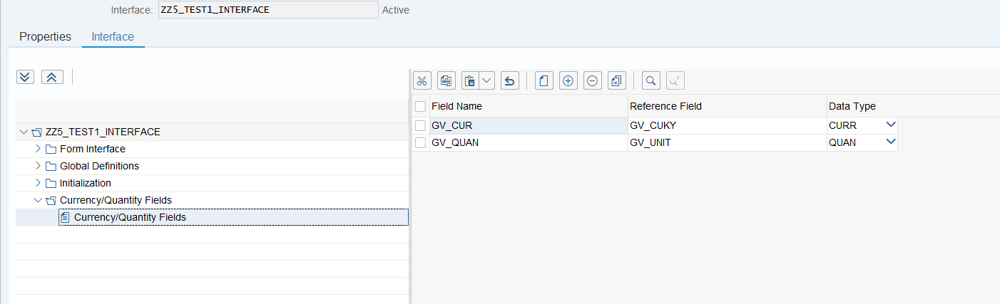 Interface: ZZ5_TEST1_INTERFACE Active
Properties Interface
Field Name Reference Field Data Type
ZZ5_TEST1_INTERFACE
GV_CUR GV_CUKY CURR
Form Interface
GV_QUAN GV_UNIT QUAN
Global Definitions
Initialization
Currency/Quantity Fields
Currency/Quantity Fields